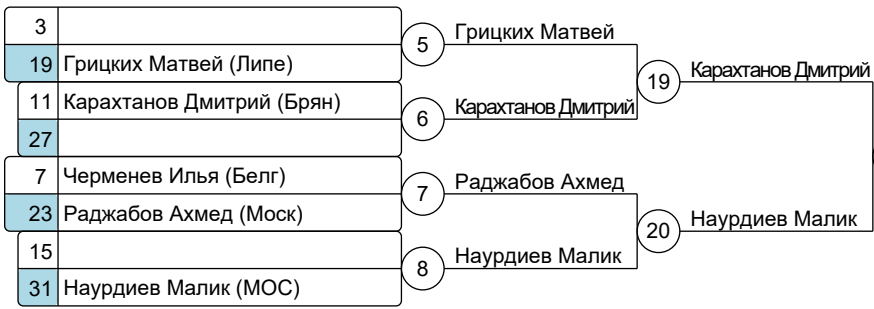 3
19 Грицких Матвей (Липе)
11 Карахтанов Дмитрий (Брян)
27
7 Черменев Илья (Белг)
23 Раджабов Ахмед (Моск)
15
31 Наурдиев Малик (МОС)
5 Грицких Матвей
6 Карахтанов Дмитрий
7 Раджабов Ахмед
8 Наурдиев Малик
19 Карахтанов Дмитрий
20 Наурдиев Малик